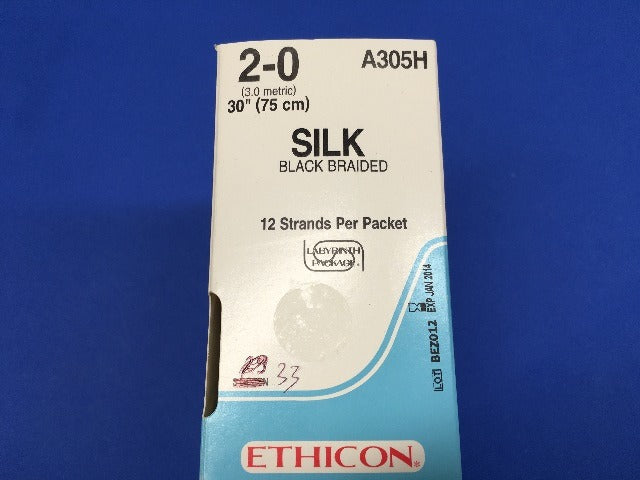 2-0
A305H
(3.0 metric)
30" (75 cm)
SILK
BLACK BRAIDED
12 Strands Per Packet
LABYRINTH
PACKAGE®
EXP JAN 2014
LOT BEZ012
33
ETHICON®